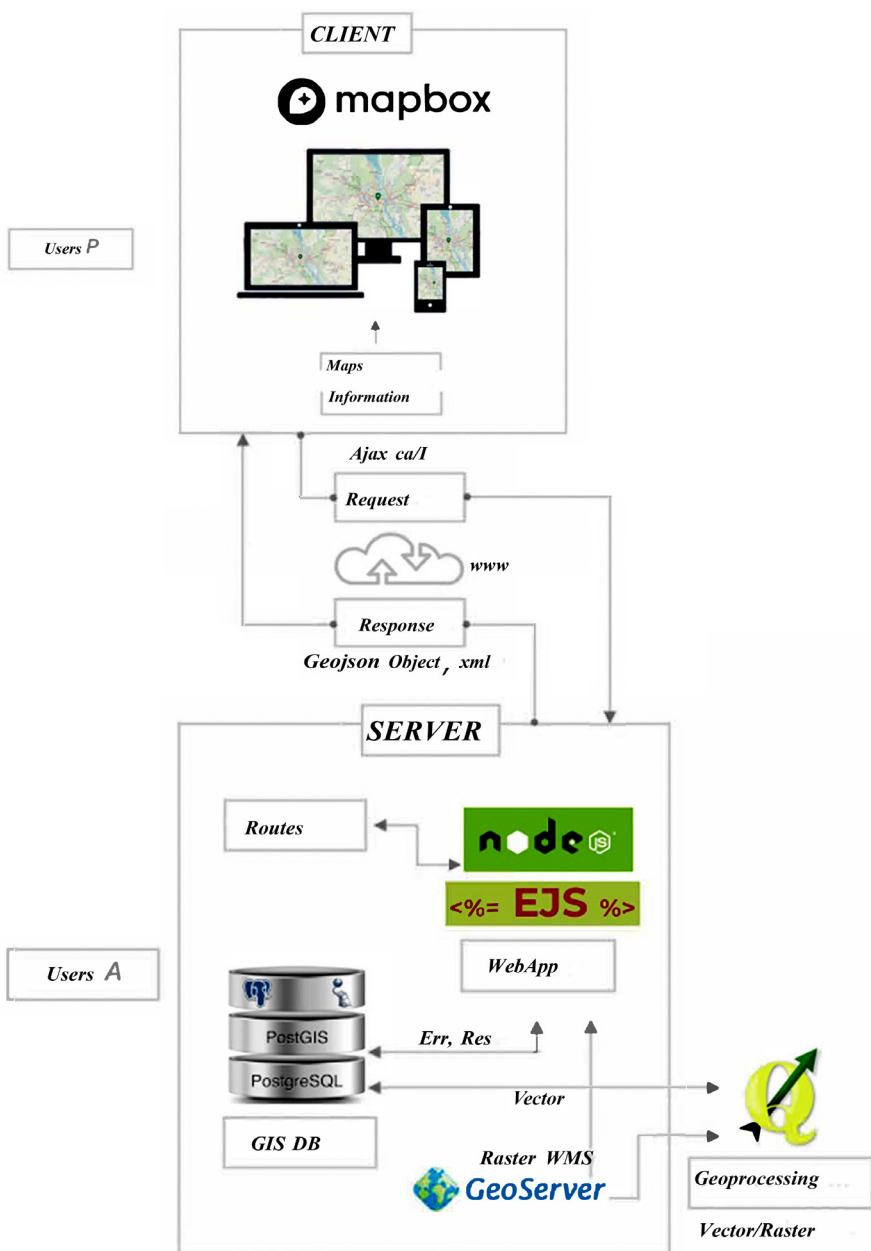 CLIENT
mapbox
Users P
Maps
Information
Ajax ca/I
Request
www
Response
Geojson Object, xml
SERVER
Routes
node JS
<%= EJS %>
WebApp
Users A
PostGIS
PostgreSQL
Err, Res
Vector
GIS DB
Raster WMS
GeoServer
Geoprocessing ...
Vector/Raster